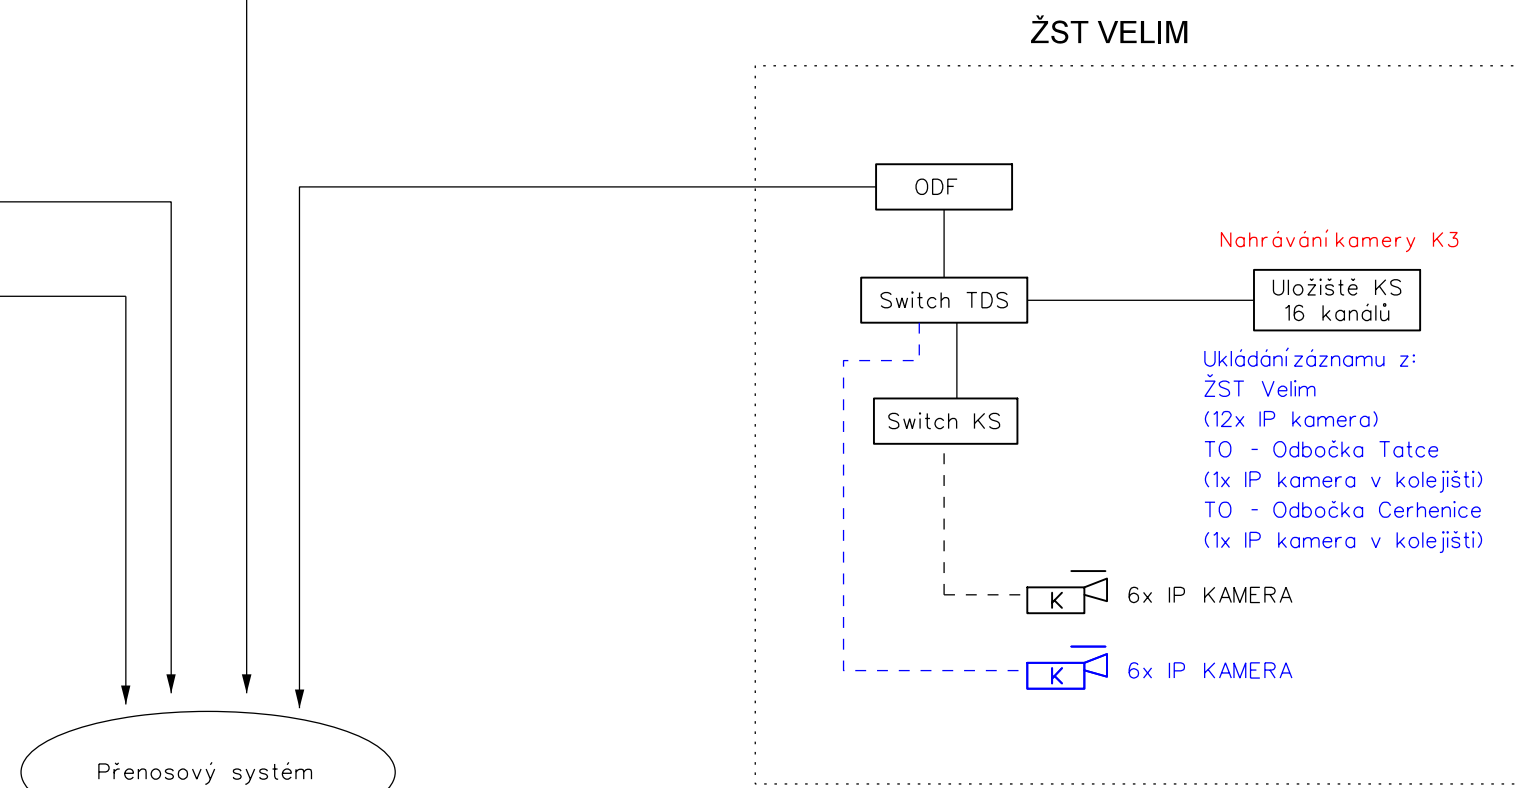 ŽST VELIM
ODF
Nahrávání kamery K3
Switch TDS
Uložiště KS
16 kanálů
Ukládání záznamu z:
ŽST Velim
(12x IP kamera)
TO - Odbočka Tatce
(1x IP kamera v kolejišti)
TO - Odbočka Cerhenice
(1x IP kamera v kolejišti)
Switch KS
K 6x IP KAMERA
K 6x IP KAMERA
Přenosový systém